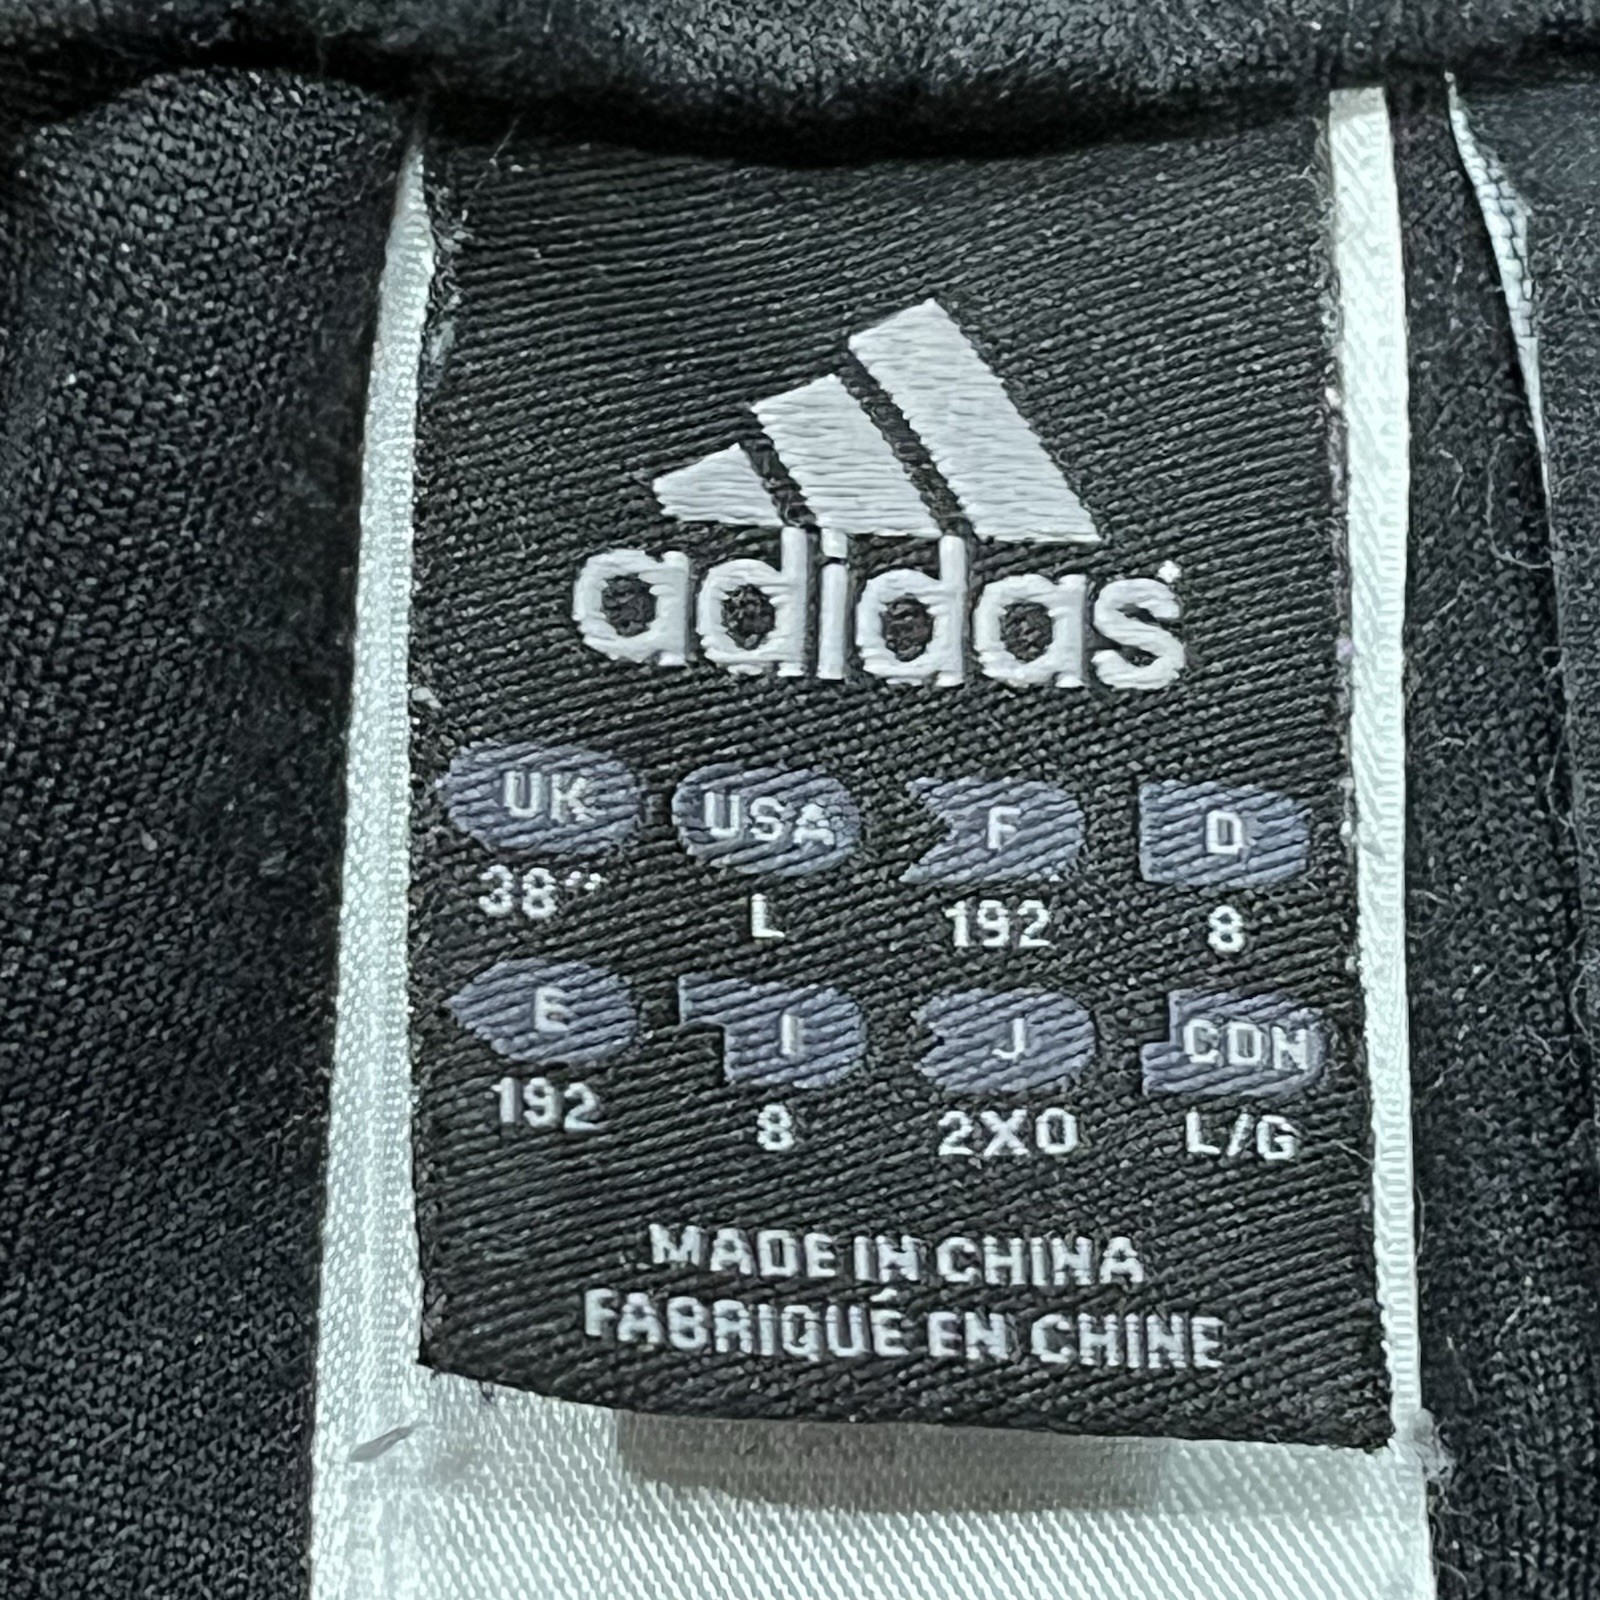 adidas
UK USA F D
38" L 192 8
E I J CDN
192 8 2XO L/G
MADE IN CHINA
FABRIQUÉ EN CHINE